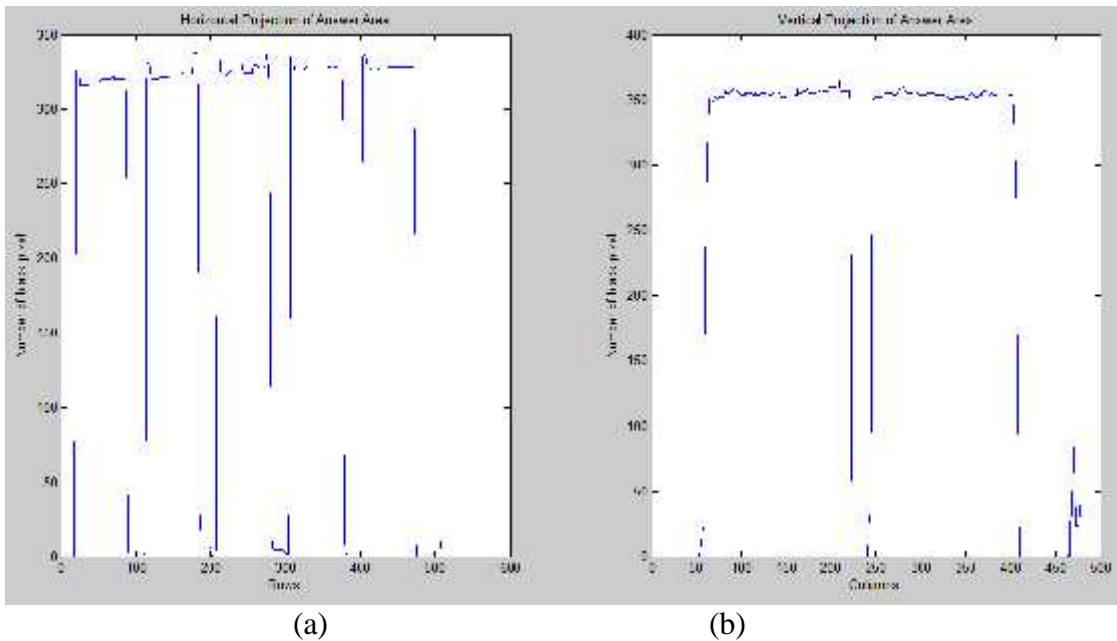 Horizontal Projection of Answer Area
Vertical Projection of Answer Area
350
300
250
200
150
100
50
0
Number of black pixel
0 100 200 300 400 500 600
Rows
400
350
300
250
200
150
100
50
0
Number of black pixel
0 50 100 150 200 250 300 350 400 450 500
Columns
(a) (b)